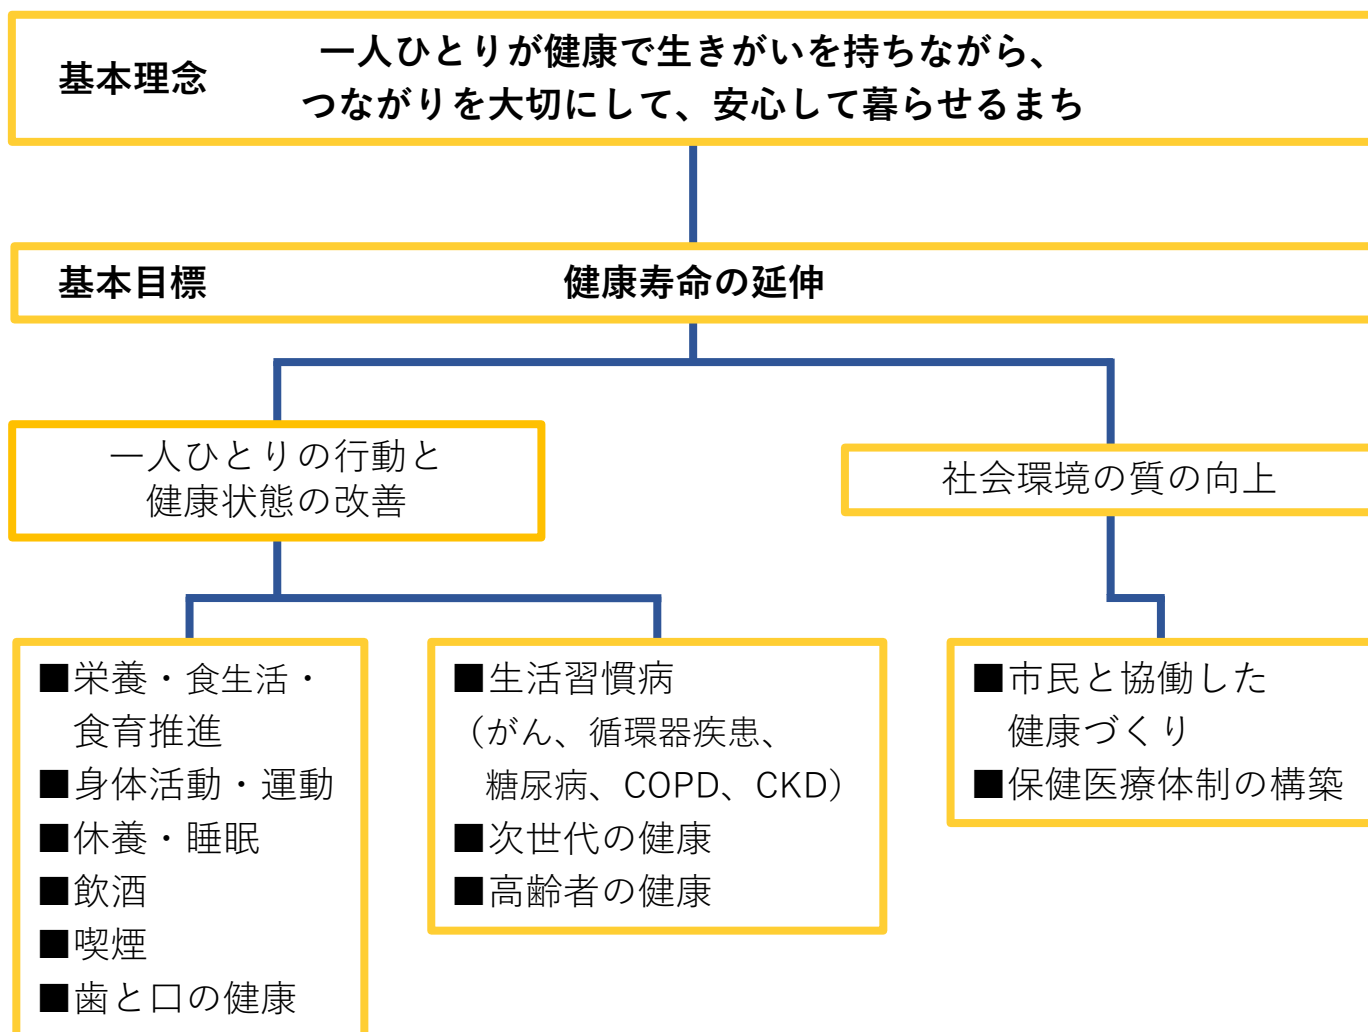 基本理念
一人ひとりが健康で生きがいを持ちながら、
つながりを大切にして、安心して暮らせるまち
基本目標 健康寿命の延伸
一人ひとりの行動と
健康状態の改善
社会環境の質の向上
■栄養・食生活・
食育推進
■身体活動・運動
■休養・睡眠
■飲酒
■喫煙
■歯と口の健康
■生活習慣病
（がん、循環器疾患、
糖尿病、COPD、CKD）
■次世代の健康
■高齢者の健康
■市民と協働した
健康づくり
■保健医療体制の構築